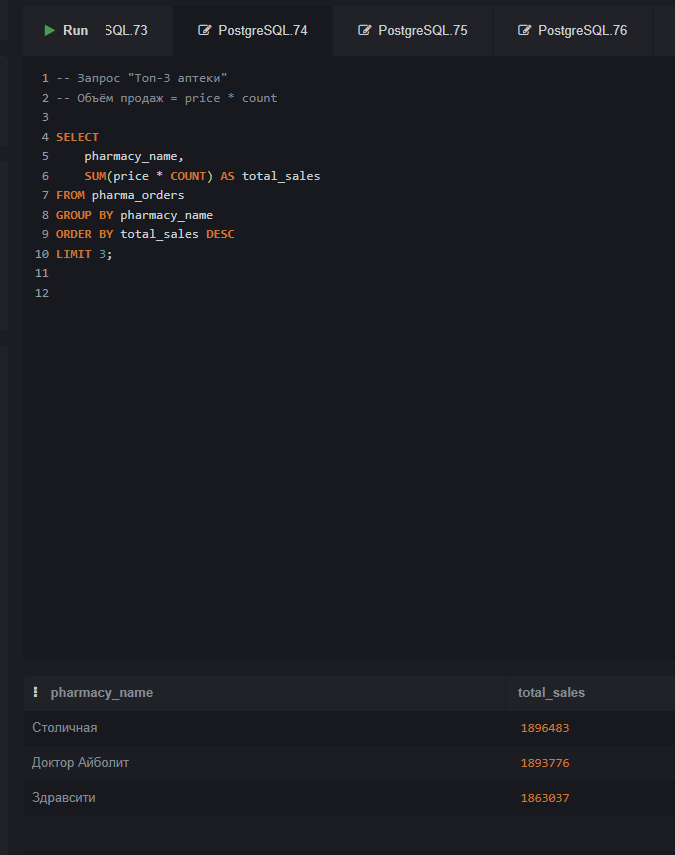 Run SQL.73 PostgreSQL.74 PostgreSQL.75 PostgreSQL.76
1 -- Запрос "Топ-3 аптеки"
2 -- Объём продаж = price * count
3
4 SELECT
5 pharmacy_name,
6 SUM(price * COUNT) AS total_sales
7 FROM pharma_orders
8 GROUP BY pharmacy_name
9 ORDER BY total_sales DESC
10 LIMIT 3;
11
12
pharmacy_name total_sales
Столичная 1896483
Доктор Айболит 1893776
Здравсити 1863037